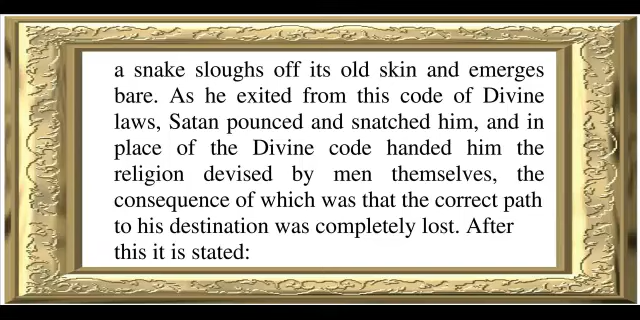 a snake sloughs off its old skin and emerges
bare. As he exited from this code of Divine
laws, Satan pounced and snatched him, and in
place of the Divine code handed him the
religion devised by men themselves, the
consequence of which was that the correct path
to his destination was completely lost. After
this it is stated: